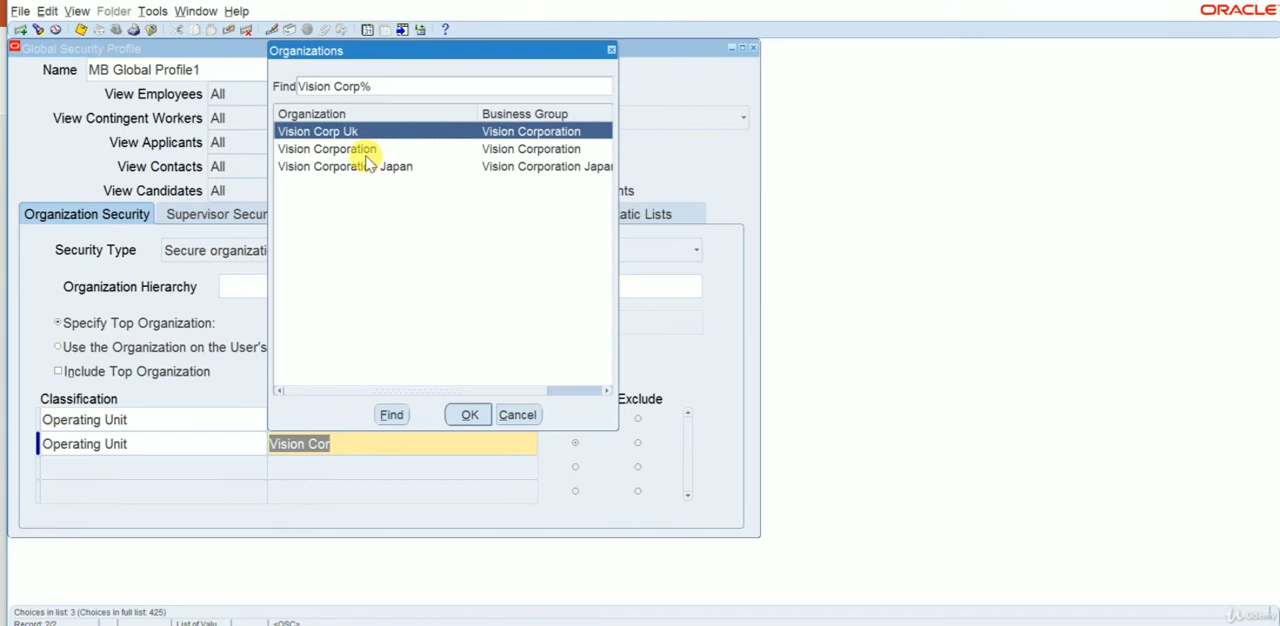 File Edit View Folder Tools Window Help
ORACLE
Global Security Profile
Name MB Global Profile1
View Employees All
View Contingent Workers All
View Applicants All
View Contacts All
View Candidates All
Organization Security Supervisor Secur
Security Type Secure organizati
Organization Hierarchy
Specify Top Organization:
Use the Organization on the User's
Include Top Organization
Classification Exclude
Operating Unit
Operating Unit Vision Cor
Organizations
Find Vision Corp%
Organization Business Group
Vision Corp Uk Vision Corporation
Vision Corporation Vision Corporation
Vision Corporation Japan Vision Corporation Japan
Find OK Cancel
nts
atic Lists
Choices in list: 3 (Choices in full list: 425)
Record: 2/2 List of Valu <OSC>
Udemy